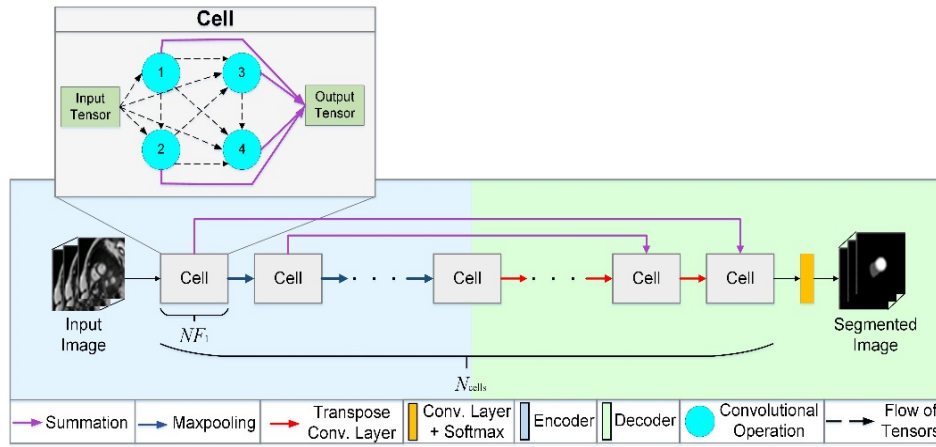 Cell
1
3
Input
Tensor
Output
Tensor
2
4
Cell
Cell
. . .
Cell
. . .
Cell
Cell
Input
Image
NF1
Segmented
Image
Ncells
Summation
Maxpooling
Transpose
Conv. Layer
Conv. Layer
+ Softmax
Encoder
Decoder
Convolutional
Operation
Flow of
Tensors